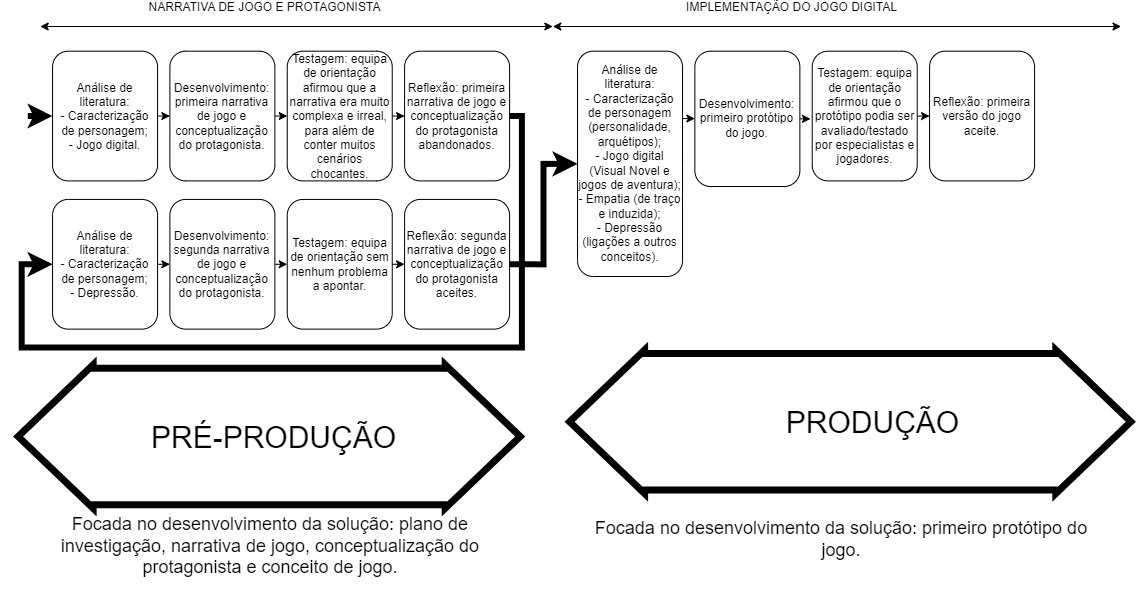 NARRATIVA DE JOGO E PROTAGONISTA
IMPLEMENTAÇÃO DO JOGO DIGITAL
Análise de
literatura:
- Caracterização
de personagem;
- Jogo digital.
Desenvolvimento:
primeira narrativa
de jogo e
conceptualização
do protagonista.
Testagem: equipa
de orientação
afirmou que a
narrativa era muito
complexa e irreal,
para além de
conter muitos
cenários
chocantes.
Reflexão: primeira
narrativa de jogo e
conceptualização
do protagonista
abandonados.
Análise de
literatura:
- Caracterização
de personagem
(personalidade,
arquétipos);
- Jogo digital
(Visual Novel e
jogos de aventura);
- Empatia (de traço
e induzida);
- Depressão
(ligações a outros
conceitos).
Desenvolvimento:
primeiro protótipo
do jogo.
Testagem: equipa
de orientação
afirmou que o
protótipo podia ser
avaliado/testado
por especialistas e
jogadores.
Reflexão: primeira
versão do jogo
aceite.
Análise de
literatura:
- Caracterização
de personagem;
- Depressão.
Desenvolvimento:
segunda narrativa
de jogo e
conceptualização
do protagonista.
Testagem: equipa
de orientação sem
nenhum problema
a apontar.
Reflexão: segunda
narrativa de jogo e
conceptualização
do protagonista
aceites.
PRÉ-PRODUÇÃO
PRODUÇÃO
Focada no desenvolvimento da solução: plano de
investigação, narrativa de jogo, conceptualização do
protagonista e conceito de jogo.
Focada no desenvolvimento da solução: primeiro protótipo do
jogo.